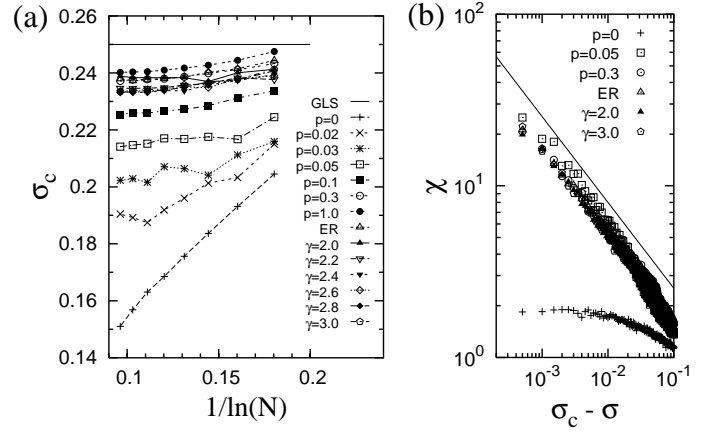 (a)
0.24
0.22
0.2
0.18
0.16
0.14
σc
0.1
0.15
0.2
1/ln(N)
GLS
p=0
p=0.02
p=0.03
p=0.05
p=0.1
p=0.3
p=1.0
ER
γ=2.0
γ=2.2
γ=2.4
γ=2.6
γ=2.8
γ=3.0
(b)
10²
10¹
10⁰
χ
10⁻³
10⁻²
10⁻¹
σc - σ
p=0
p=0.05
p=0.3
ER
γ=2.0
γ=3.0